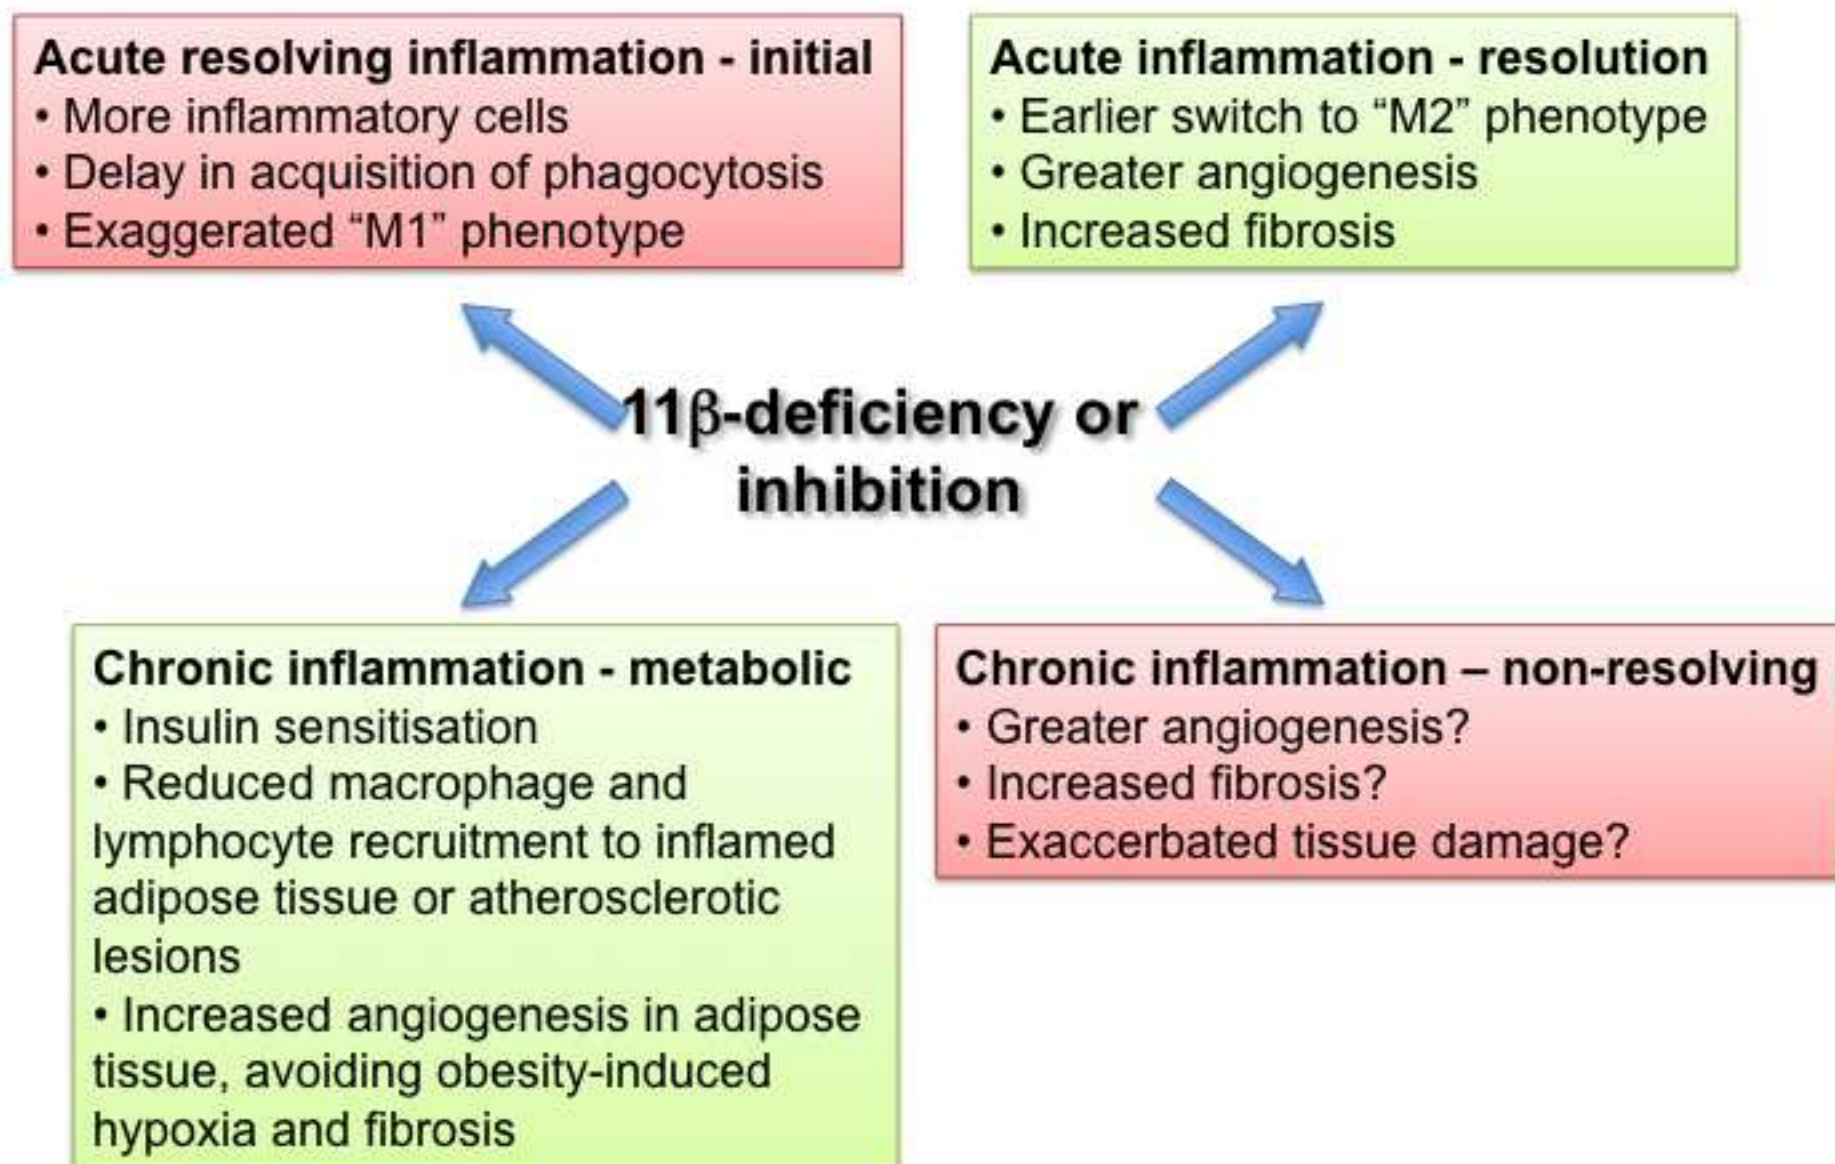 Acute resolving inflammation - initial
• More inflammatory cells
• Delay in acquisition of phagocytosis
• Exaggerated “M1” phenotype
Acute inflammation - resolution
• Earlier switch to “M2” phenotype
• Greater angiogenesis
• Increased fibrosis
11β-deficiency or
inhibition
Chronic inflammation - metabolic
• Insulin sensitisation
• Reduced macrophage and
lymphocyte recruitment to inflamed
adipose tissue or atherosclerotic
lesions
• Increased angiogenesis in adipose
tissue, avoiding obesity-induced
hypoxia and fibrosis
Chronic inflammation – non-resolving
• Greater angiogenesis?
• Increased fibrosis?
• Exaccerbated tissue damage?